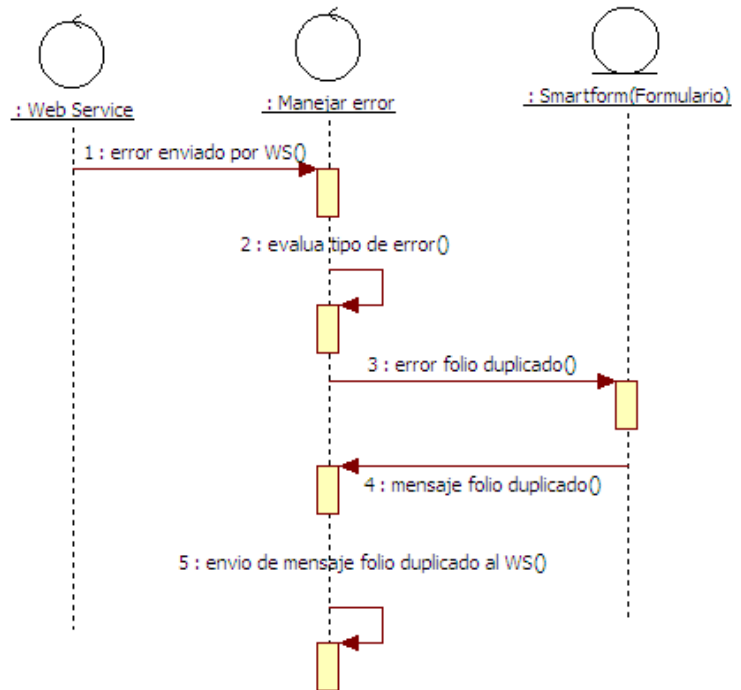 : Web Service
: Manejar error
: Smartform(Formulario)
1 : error enviado por WS()
2 : evalua tipo de error()
3 : error folio duplicado()
4 : mensaje folio duplicado()
5 : envio de mensaje folio duplicado al WS()